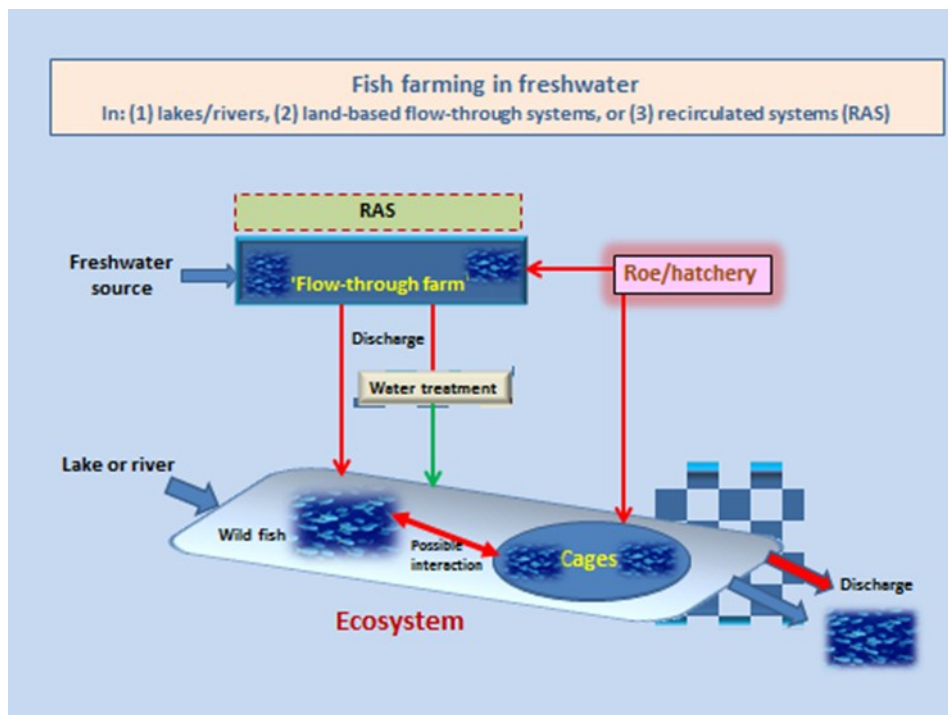 Fish farming in freshwater
In: (1) lakes/rivers, (2) land-based flow-through systems, or (3) recirculated systems (RAS)
RAS
Freshwater
source
'Flow-through farm'
Roe/hatchery
Discharge
Water treatment
Lake or river
Wild fish
Possible
interaction
Cages
Discharge
Ecosystem